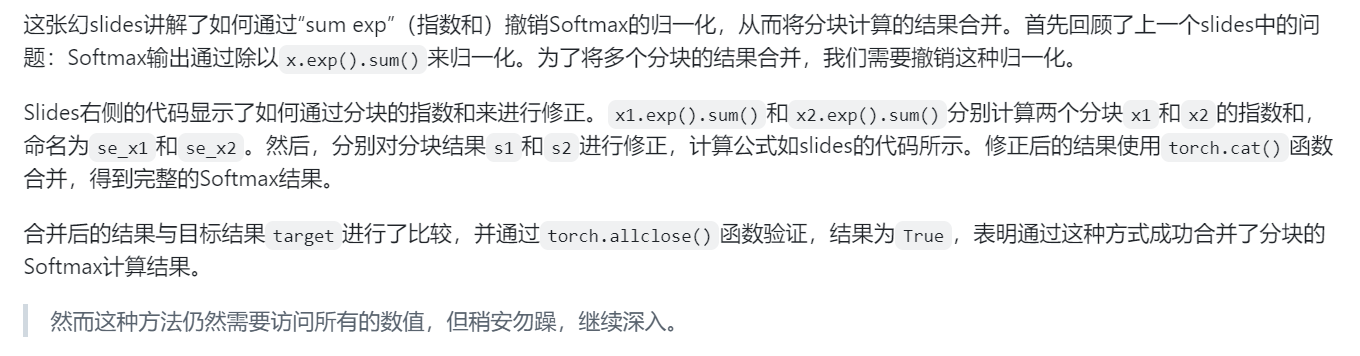 这张幻slides讲解了如何通过“sum exp”（指数和）撤销Softmax的归一化，从而将分块计算的结果合并。首先回顾了上一个slides中的问
题：Softmax输出通过除以 x.exp().sum() 来归一化。为了将多个分块的结果合并，我们需要撤销这种归一化。
Slides右侧的代码显示了如何通过分块的指数和来进行修正。 x1.exp().sum() 和 x2.exp().sum() 分别计算两个分块 x1 和 x2 的指数和，
命名为 se_x1 和 se_x2 。然后，分别对分块结果 s1 和 s2 进行修正，计算公式如slides的代码所示。修正后的结果使用 torch.cat() 函数
合并，得到完整的Softmax结果。
合并后的结果与目标结果 target 进行了比较，并通过 torch.allclose() 函数验证，结果为 True ，表明通过这种方式成功合并了分块的
Softmax计算结果。
然而这种方法仍然需要访问所有的数值，但稍安勿躁，继续深入。